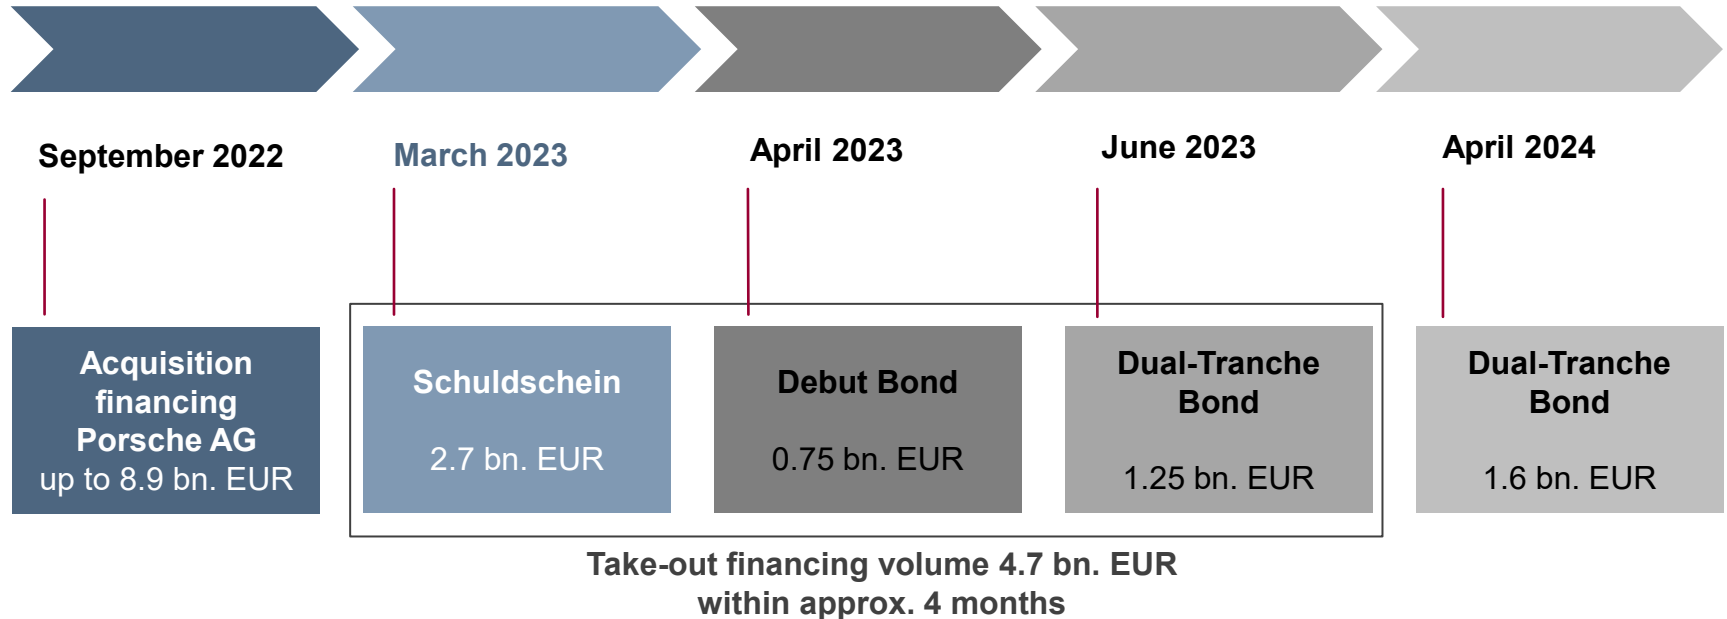 September 2022
March 2023
April 2023
June 2023
April 2024
Acquisition
financing
Porsche AG
up to 8.9 bn. EUR
Schuldschein
2.7 bn. EUR
Debut Bond
0.75 bn. EUR
Dual-Tranche
Bond
1.25 bn. EUR
Dual-Tranche
Bond
1.6 bn. EUR
Take-out financing volume 4.7 bn. EUR
within approx. 4 months